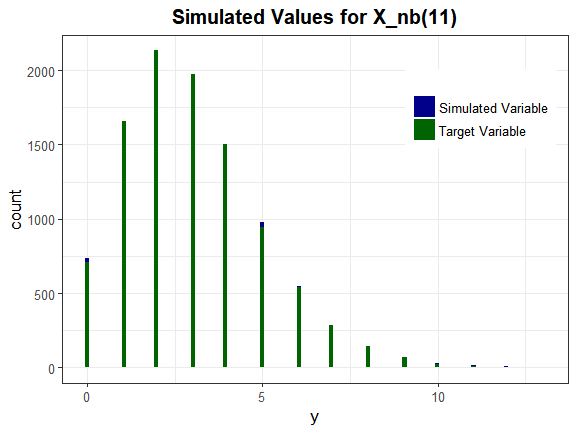 Simulated Values for X_nb(11)
2000
1500
1000
500
0
count
Simulated Variable
Target Variable
0 5 10
y